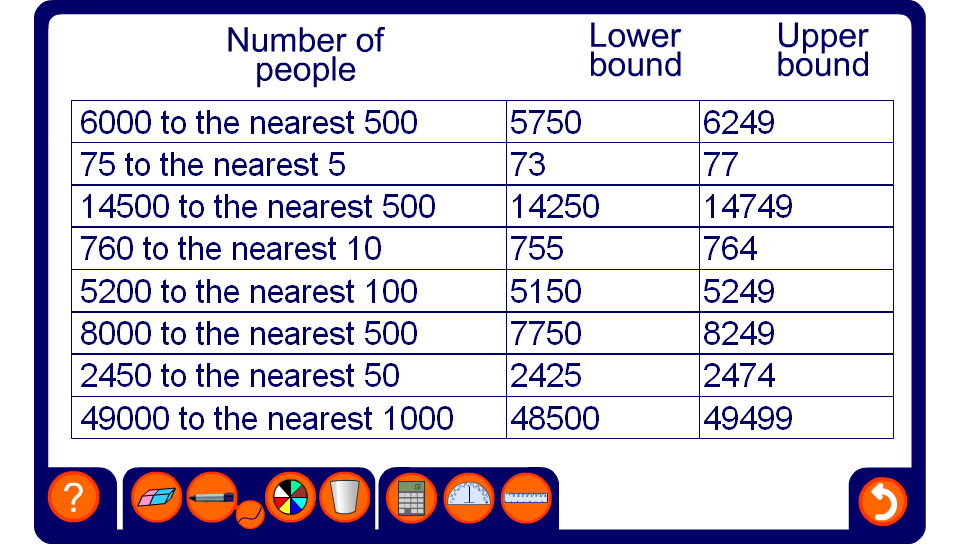 Number of people
Lower bound
Upper bound
6000 to the nearest 500 5750 6249
75 to the nearest 5 73 77
14500 to the nearest 500 14250 14749
760 to the nearest 10 755 764
5200 to the nearest 100 5150 5249
8000 to the nearest 500 7750 8249
2450 to the nearest 50 2425 2474
49000 to the nearest 1000 48500 49499
?